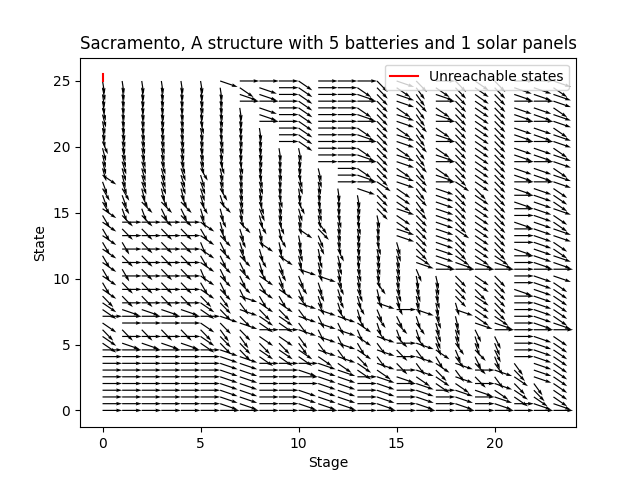 Sacramento, A structure with 5 batteries and 1 solar panels
Unreachable states
25
20
15
10
5
0
State
0 5 10 15 20
Stage